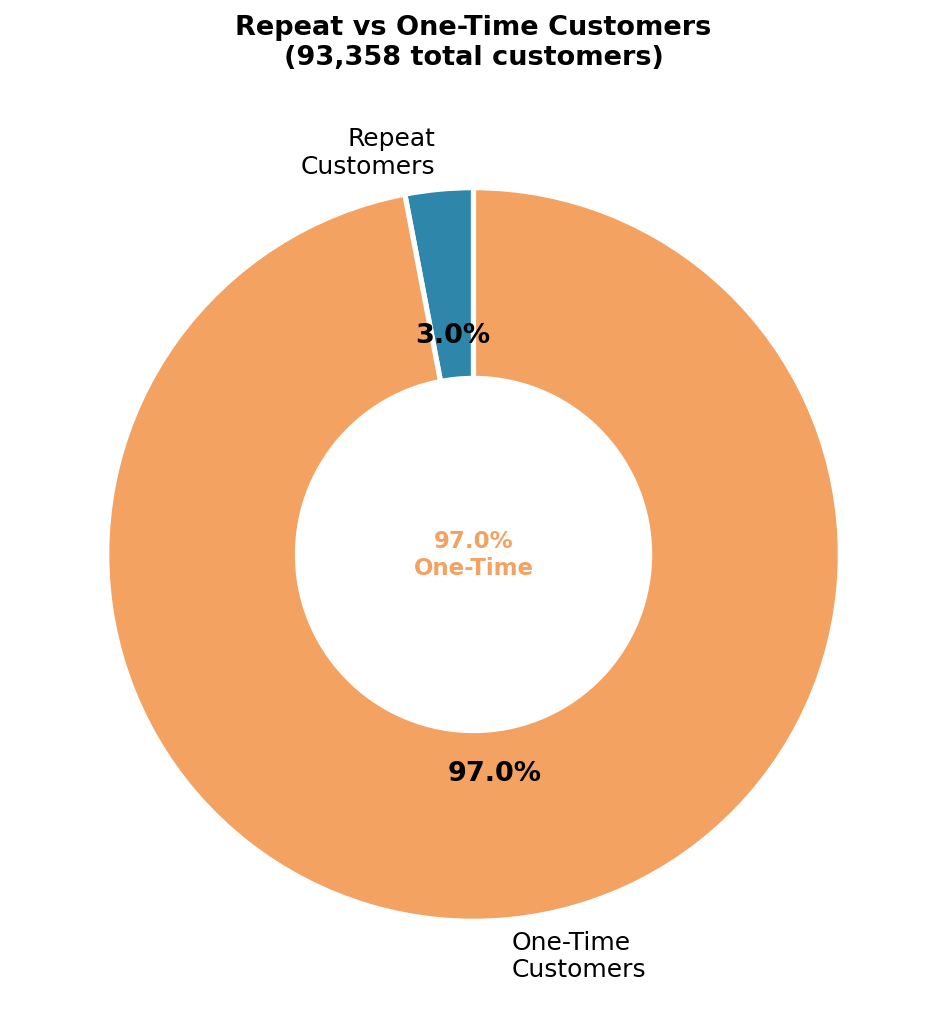 Repeat vs One-Time Customers
(93,358 total customers)
Repeat
Customers
3.0%
97.0%
One-Time
97.0%
One-Time
Customers